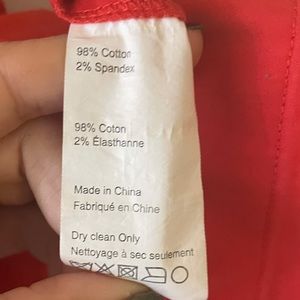 98% Cotton
2% Spandex
98% Coton
2% Élasthanne
Made in China
Fabriqué en Chine
Dry clean Only
Nettoyage à sec seulement